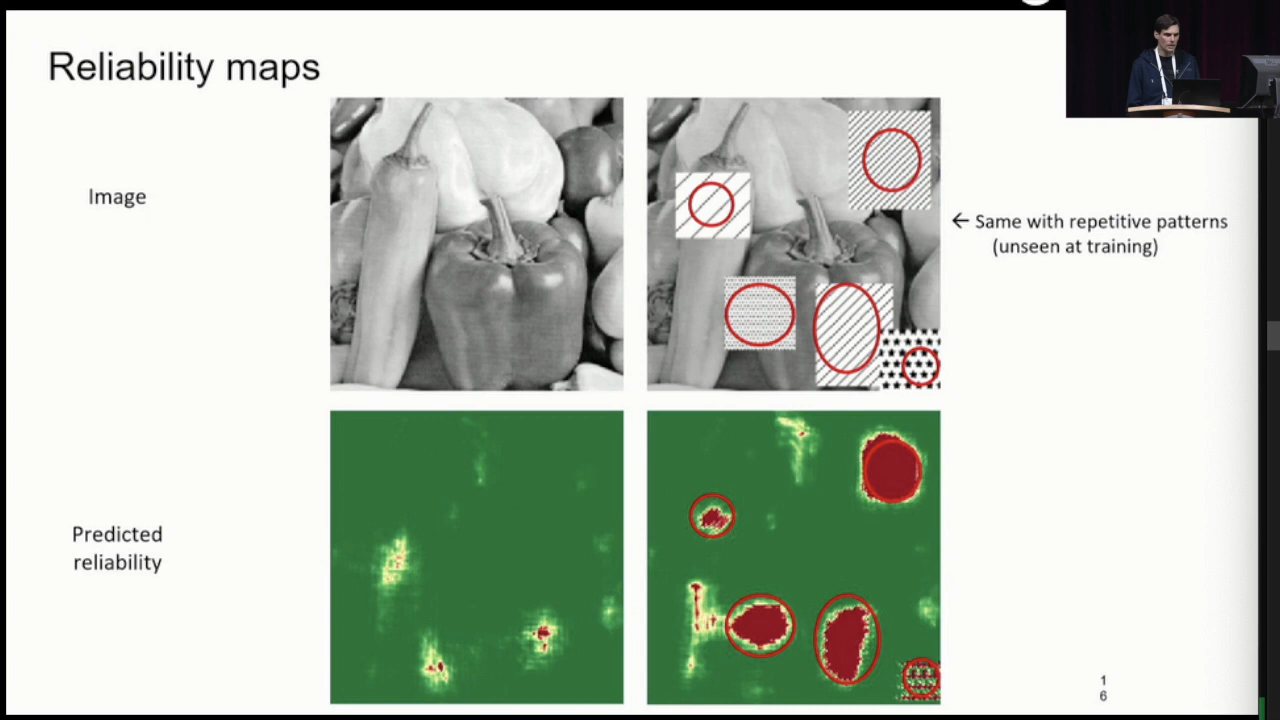 Reliability maps
Image
← Same with repetitive patterns
(unseen at training)
Predicted
reliability
1
6